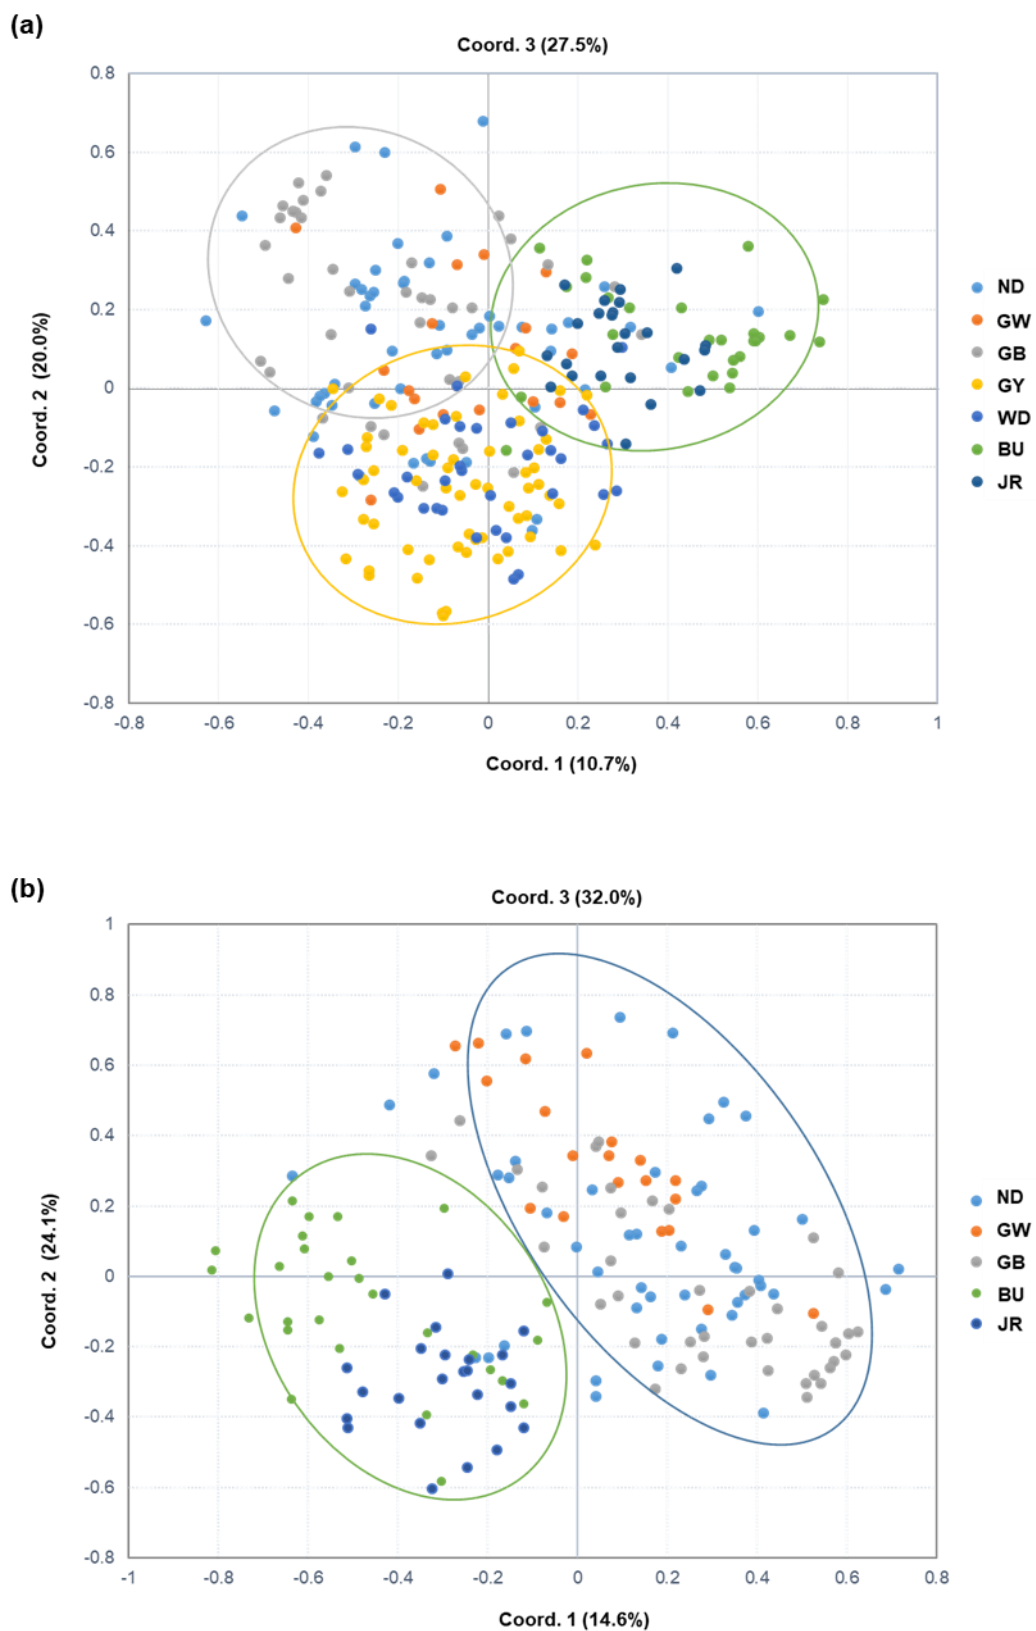 (a)
Coord. 3 (27.5%)
0.8
0.6
0.4
0.2
0
-0.2
-0.4
-0.6
-0.8
Coord. 2 (20.0%)
-0.8 -0.6 -0.4 -0.2 0 0.2 0.4 0.6 0.8 1
Coord. 1 (10.7%)
ND
GW
GB
GY
WD
BU
JR
(b)
Coord. 3 (32.0%)
1
0.8
0.6
0.4
0.2
0
-0.2
-0.4
-0.6
-0.8
Coord. 2 (24.1%)
-1 -0.8 -0.6 -0.4 -0.2 0 0.2 0.4 0.6 0.8
Coord. 1 (14.6%)
ND
GW
GB
BU
JR